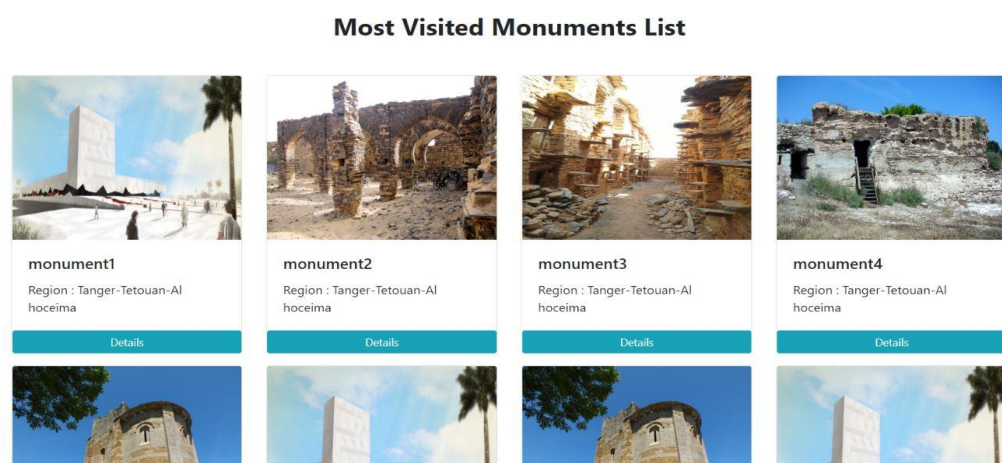 Most Visited Monuments List
monument1
Region : Tanger-Tetouan-Al
hoceima
Details
monument2
Region : Tanger-Tetouan-Al
hoceima
Details
monument3
Region : Tanger-Tetouan-Al
hoceima
Details
monument4
Region : Tanger-Tetouan-Al
hoceima
Details